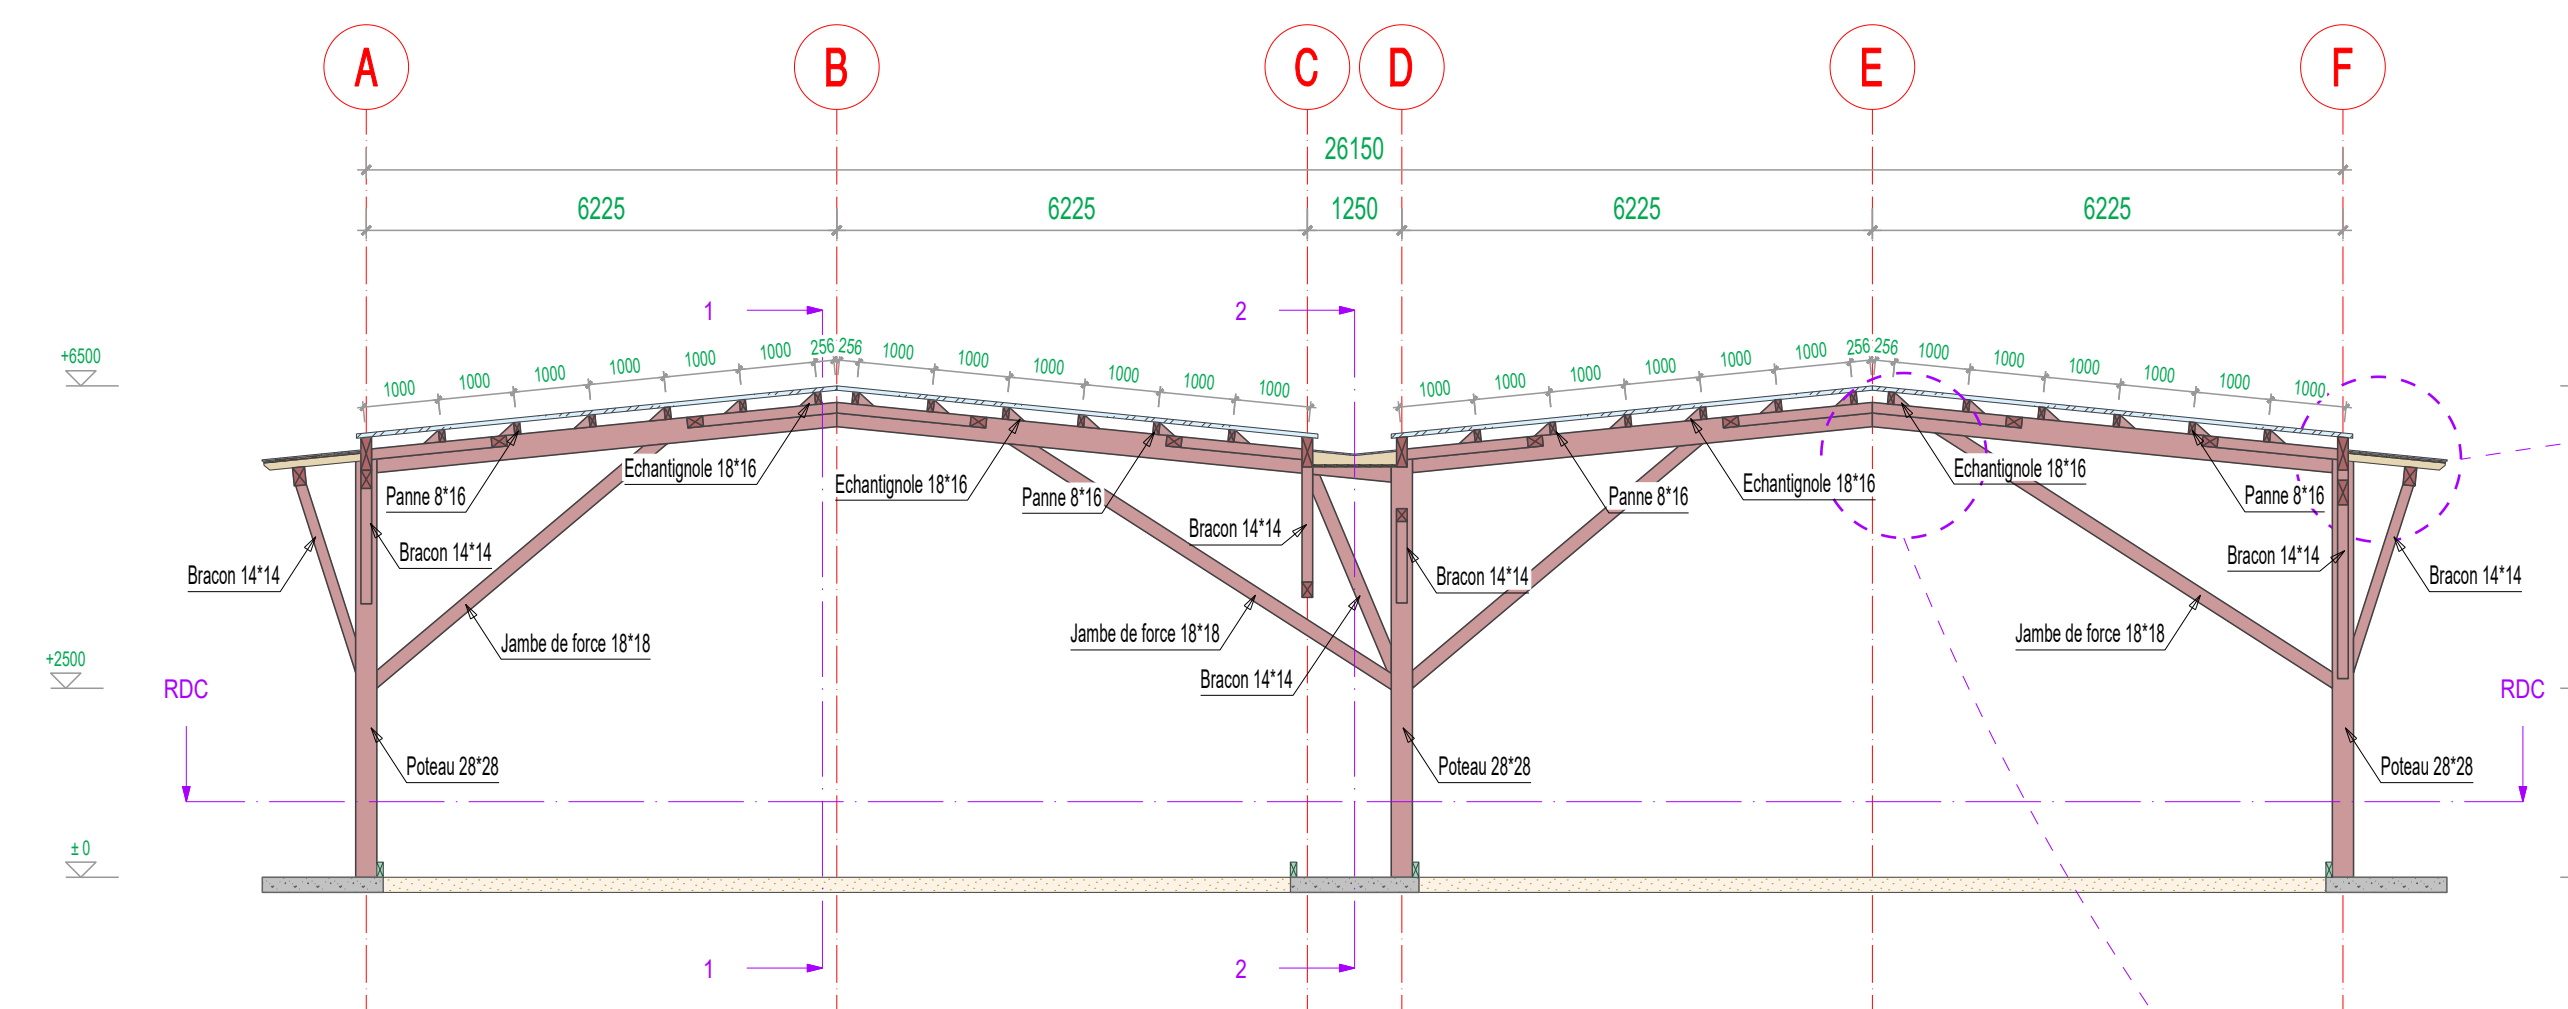 A B C D E F
26150
6225 6225 1250 6225 6225
1 2
+6500
1000 1000 1000 1000 1000 1000 256 256 1000 1000 1000 1000 1000 1000
1000 1000 1000 1000 1000 1000 256 256 1000 1000 1000 1000 1000 1000
Echantignole 18*16
Echantignole 18*16
Echantignole 18*16
Echantignole 18*16
Panne 8*16
Panne 8*16
Panne 8*16
Panne 8*16
Bracon 14*14
Bracon 14*14
Bracon 14*14
Bracon 14*14
Bracon 14*14
Bracon 14*14
Bracon 14*14
Jambe de force 18*18
Jambe de force 18*18
Jambe de force 18*18
+2500
RDC RDC
Poteau 28*28
Poteau 28*28
Poteau 28*28
± 0
1 2